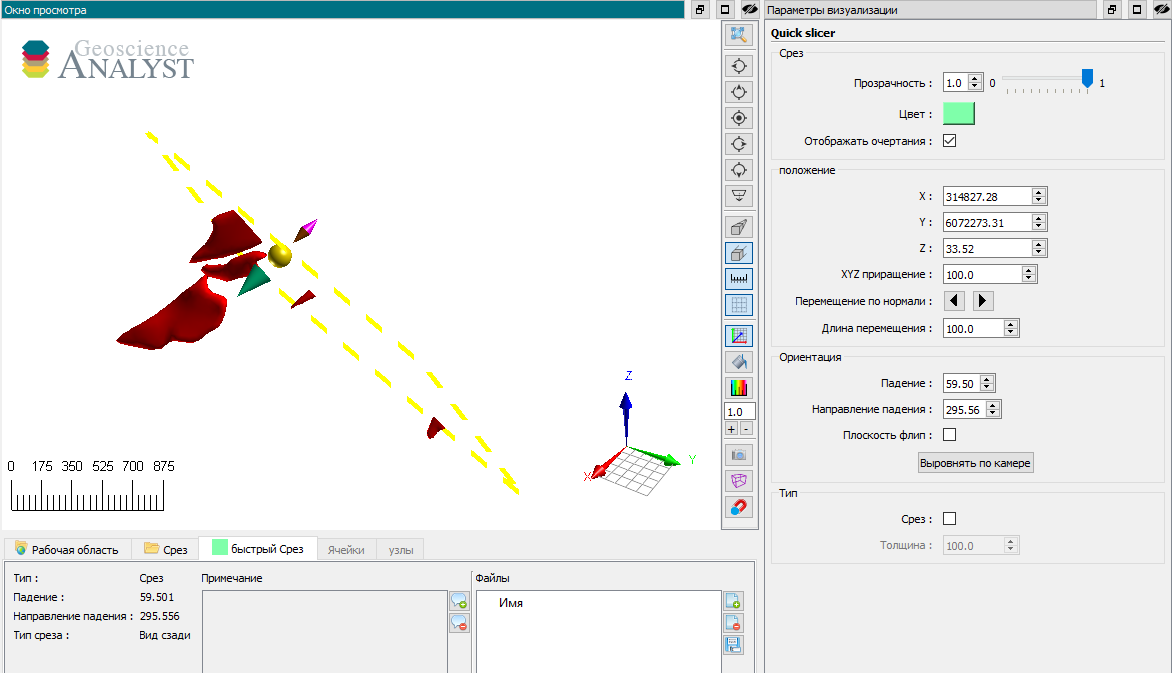 Окно просмотра
Geoscience
ANALYST
Z
Y
X
0 175 350 525 700 875
1.0
+ -
Рабочая область
Срез
быстрый Срез
Ячейки
узлы
Тип : Срез
Падение : 59.501
Направление падения : 295.556
Тип среза : Вид сзади
Примечание
Файлы
Имя
Параметры визуализации
Quick slicer
Срез
Прозрачность : 1.0 0 1
Цвет :
Отображать очертания :
положение
X : 314827.28
Y : 6072273.31
Z : 33.52
XYZ приращение : 100.0
Перемещение по нормали :
Длина перемещения : 100.0
Ориентация
Падение : 59.50
Направление падения : 295.56
Плоскость флип :
Выровнять по камере
Тип
Срез :
Толщина : 100.0